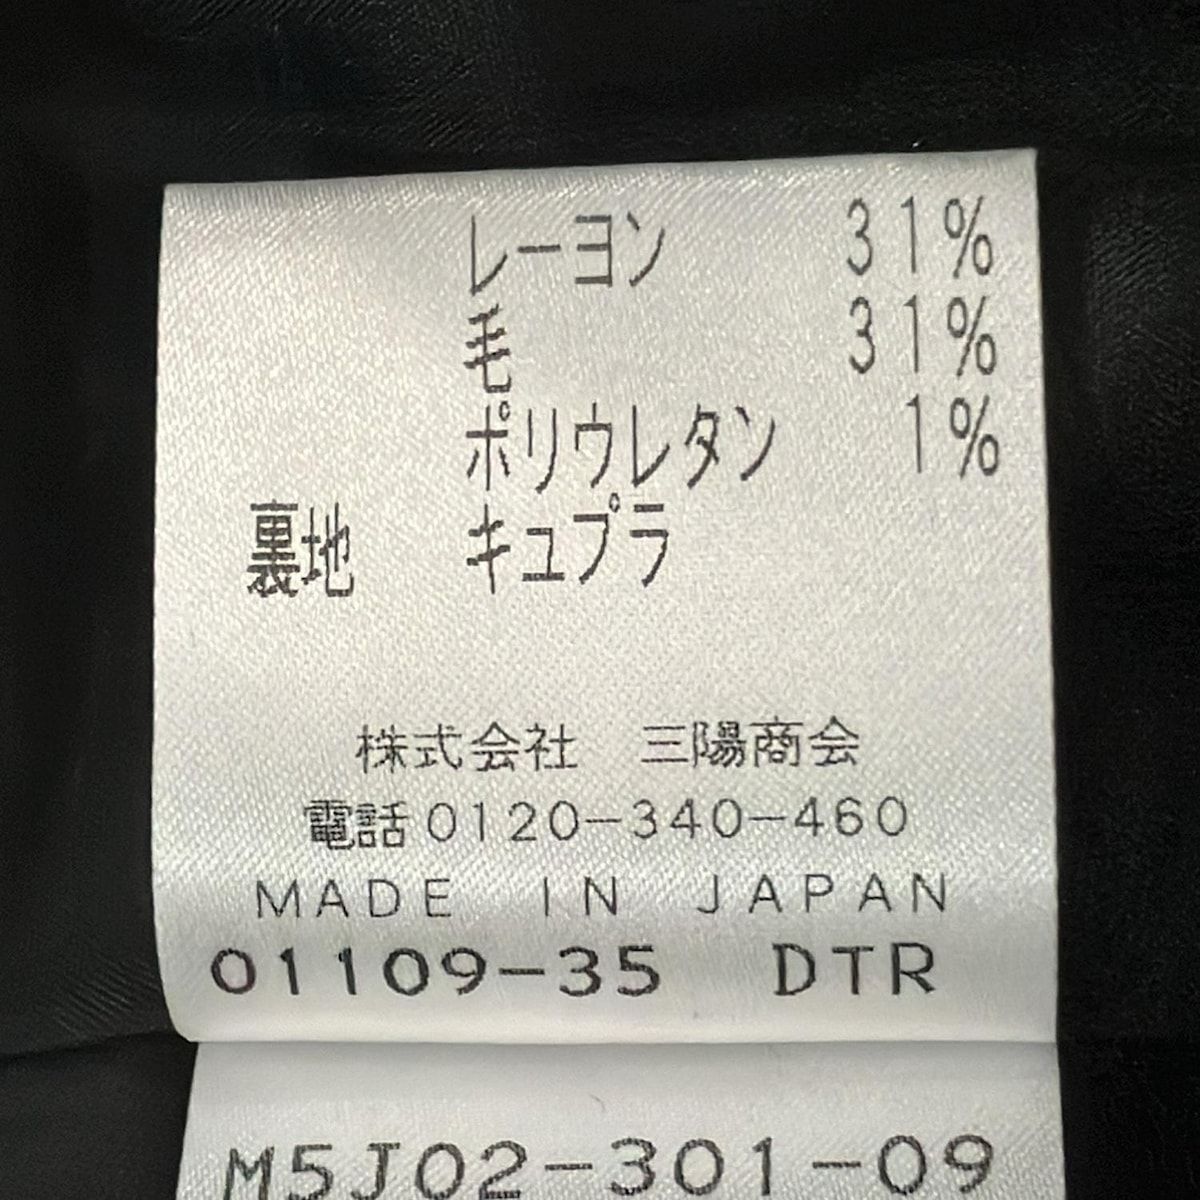 レーヨン 31%
毛 31%
ポリウレタン 1%
裏地 キュプラ
株式会社 三陽商会
電話0120-340-460
MADE IN JAPAN
01109-35 DTR
M5J02-301-09